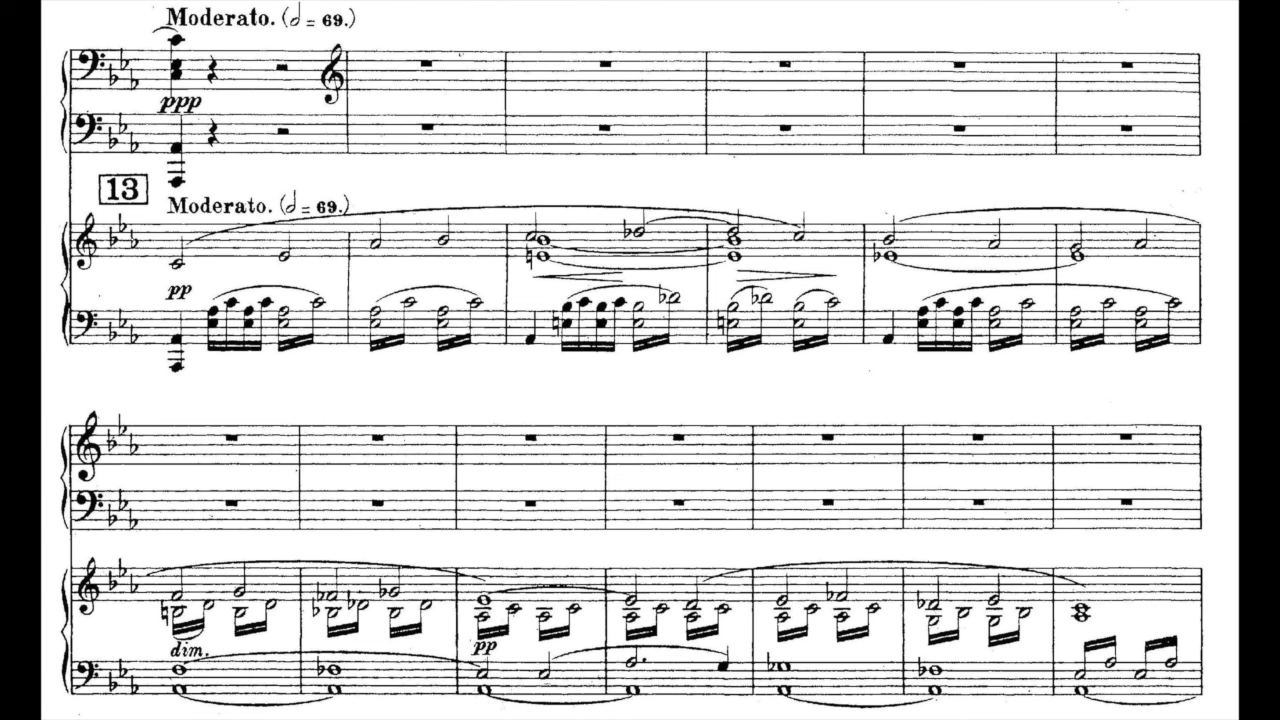 Moderato. (𝅗𝅥 = 69.)
ppp
13
Moderato. (𝅗𝅥 = 69.)
pp
dim.
pp